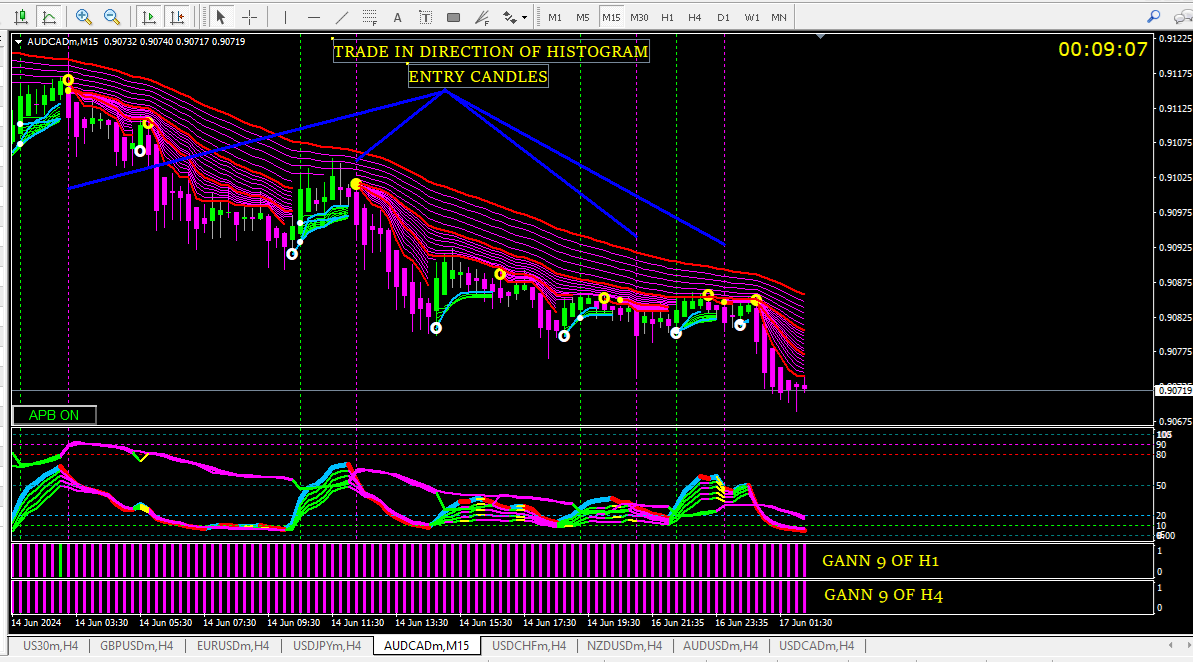 M1 M5 M15 M30 H1 H4 D1 W1 MN
AUDCADm,M15 0.90732 0.90740 0.90717 0.90719
TRADE IN DIRECTION OF HISTOGRAM
ENTRY CANDLES
00:09:07
0.91225
0.91175
0.91125
0.91075
0.91025
0.90975
0.90925
0.90875
0.90825
0.90775
0.90719
0.90675
APB ON
105
90
80
50
20
10
1
0
GANN 9 OF H1
1
0
GANN 9 OF H4
14 Jun 2024 14 Jun 03:30 14 Jun 05:30 14 Jun 07:30 14 Jun 09:30 14 Jun 11:30 14 Jun 13:30 14 Jun 15:30 14 Jun 17:30 14 Jun 19:30 16 Jun 21:35 16 Jun 23:35 17 Jun 01:30
US30m,H4 GBPUSDm,H4 EURUSDm,H4 USDJPYm,H4 AUDCADm,M15 USDCHFm,H4 NZDUSDm,H4 AUDUSDm,H4 USDCADm,H4